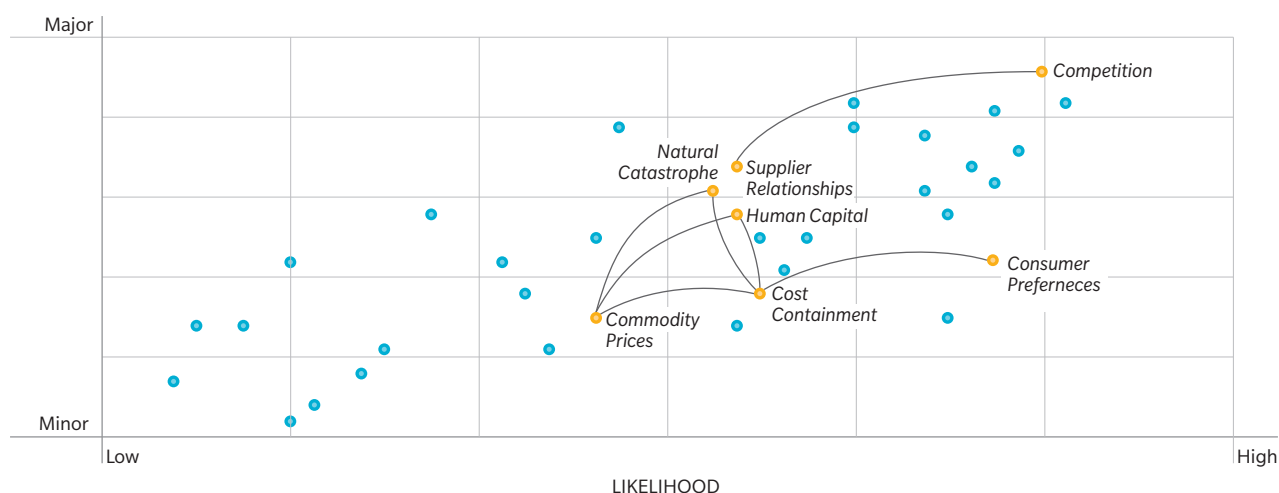 Major
Competition
Natural
Catastrophe
Supplier
Relationships
Human Capital
Consumer
Preferneces
Cost
Containment
Commodity
Prices
Minor
Low
High
LIKELIHOOD